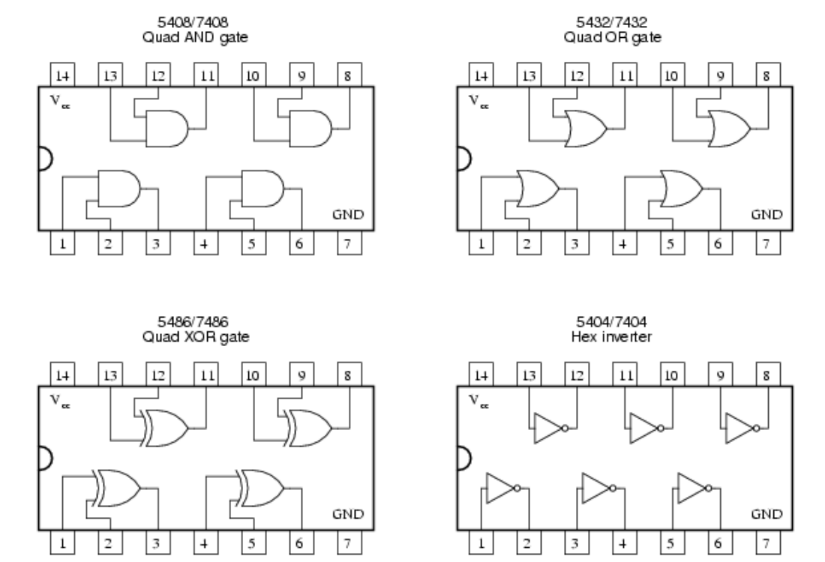 5408/7408
Quad AND gate
14 13 12 11 10 9 8
Vcc
GND
1 2 3 4 5 6 7
5432/7432
Quad OR gate
14 13 12 11 10 9 8
Vcc
GND
1 2 3 4 5 6 7
5486/7486
Quad XOR gate
14 13 12 11 10 9 8
Vcc
GND
1 2 3 4 5 6 7
5404/7404
Hex inverter
14 13 12 11 10 9 8
Vcc
GND
1 2 3 4 5 6 7